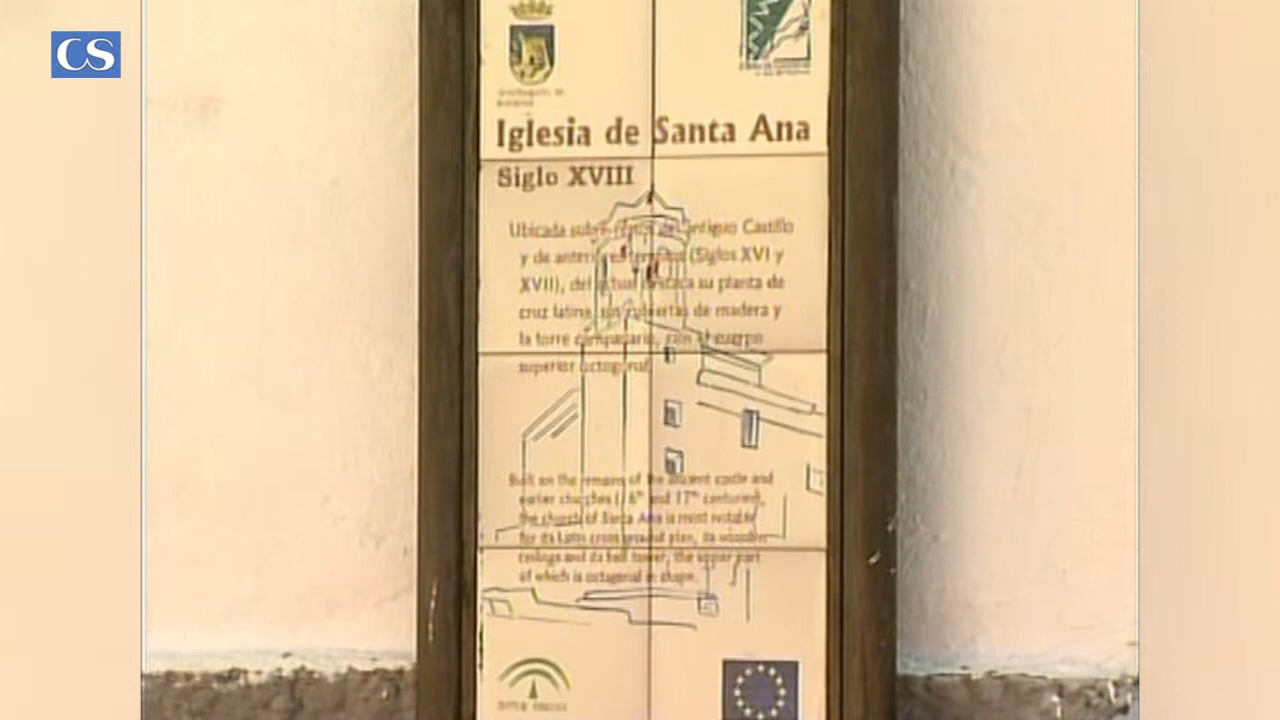 CS
Iglesia de Santa Ana
Siglo XVIII
Ubicada sobre restos del antiguo Castillo
y de anteriores templos (Siglos XVI y
XVII), del actual destaca su planta de
cruz latina, sus cubiertas de madera y
la torre campanario, con el cuerpo
superior octogonal.
Built on the remains of the ancient castle and
earlier churches (16th and 17th centuries),
the church of Santa Ana is most notable
for its Latin cross ground plan, its wooden
ceilings and its bell tower, the upper part
of which is octagonal in shape.